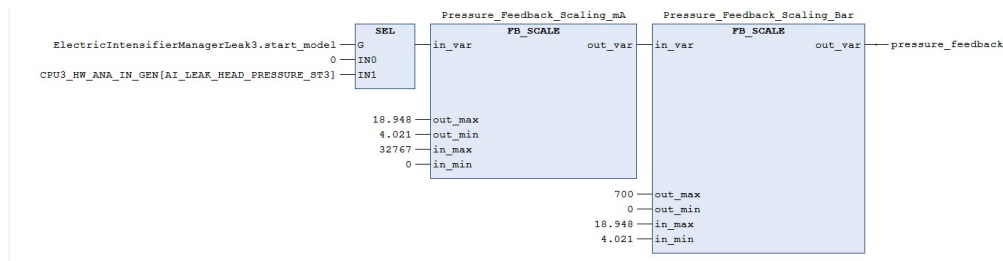 Pressure_Feedback_Scaling_mA Pressure_Feedback_Scaling_Bar
SEL FB_SCALE FB_SCALE
ElectricIntensifierManagerLeak3.start_model G in_var out_var in_var out_var pressure_feedback
0 IN0
CPU3_HW_ANA_IN_GEN[AI_LEAK_HEAD_PRESSURE_ST3] IN1
18.948 out_max
4.021 out_min
32767 in_max
0 in_min
700 out_max
0 out_min
18.948 in_max
4.021 in_min